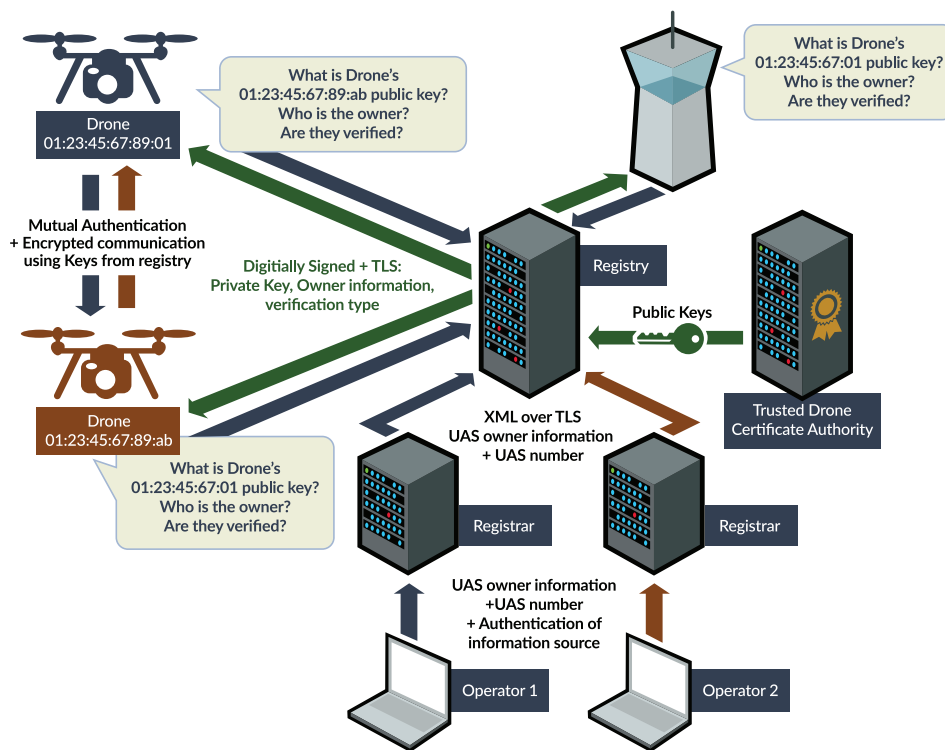 What is Drone's
01:23:45:67:89:ab public key?
Who is the owner?
Are they verified?
What is Drone's
01:23:45:67:01 public key?
Who is the owner?
Are they verified?
Drone
01:23:45:67:89:01
Mutual Authentication
+ Encrypted communication
using Keys from registry
Digitially Signed + TLS:
Private Key, Owner information,
verification type
Registry
Public Keys
Trusted Drone
Certificate Authority
Drone
01:23:45:67:89:ab
What is Drone's
01:23:45:67:01 public key?
Who is the owner?
Are they verified?
XML over TLS
UAS owner information
+ UAS number
Registrar
Registrar
UAS owner information
+UAS number
+ Authentication of
information source
Operator 1
Operator 2